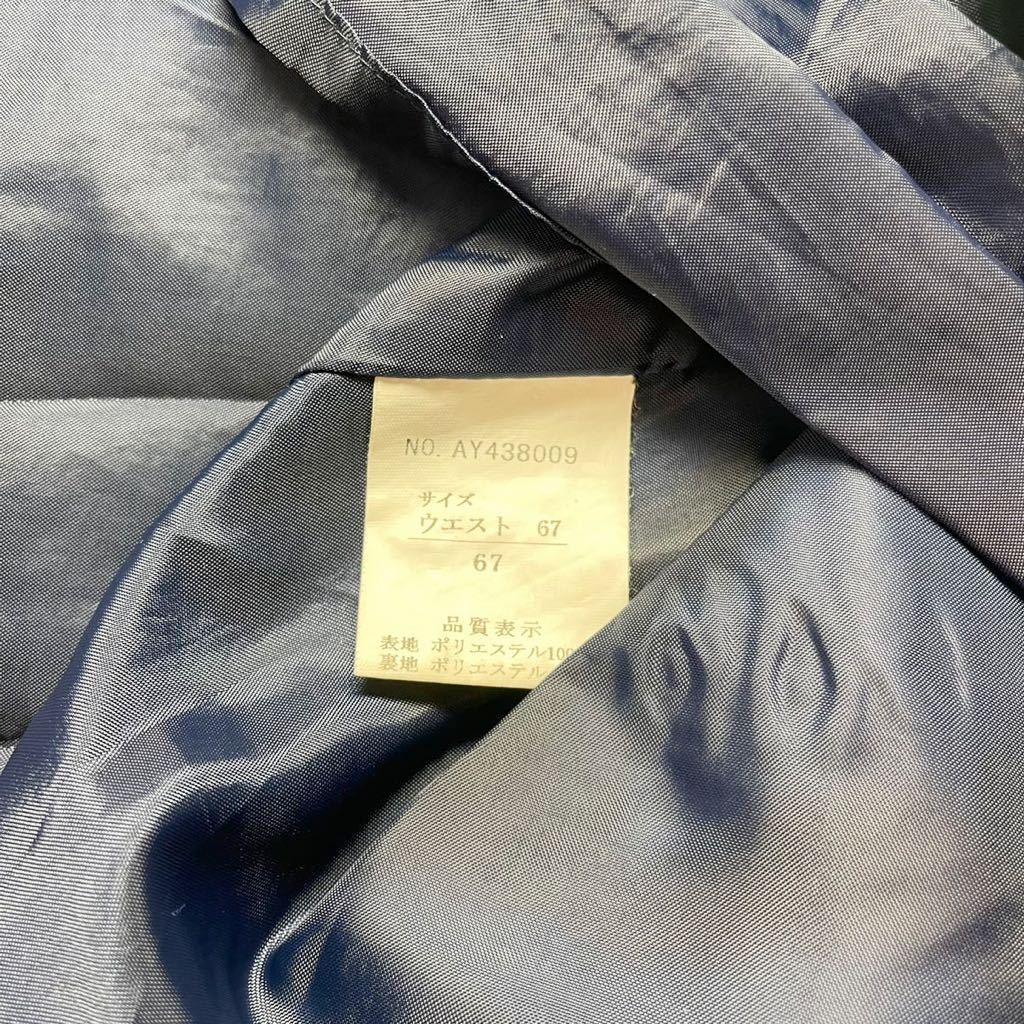 NO. AY438009
サイズ
ウエスト 67
67
品質表示
表地 ポリエステル100
裏地 ポリエステル